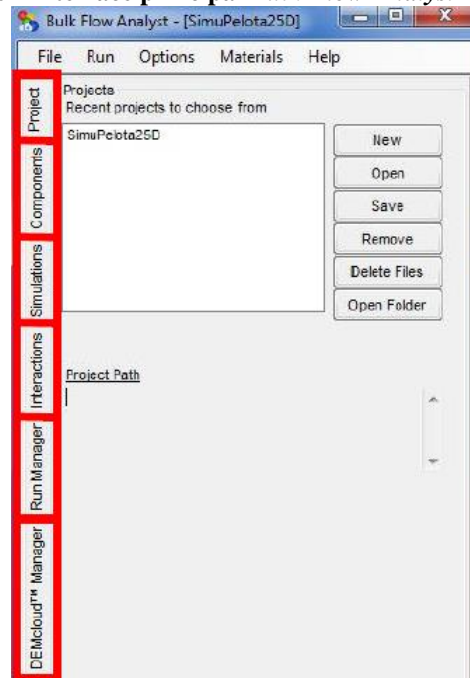 Bulk Flow Analyst - [SimuPelota25D]
File Run Options Materials Help
Project
Components
Simulations
Interactions
Run Manager
DEMcloud™ Manager
Projects
Recent projects to choose from
SimuPelota25D
New
Open
Save
Remove
Delete Files
Open Folder
Project Path